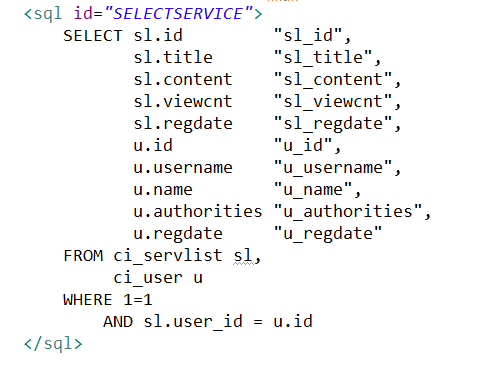 <sql id="SELECTSERVICE">
SELECT sl.id "sl_id",
sl.title "sl_title",
sl.content "sl_content",
sl.viewcnt "sl_viewcnt",
sl.regdate "sl_regdate",
u.id "u_id",
u.username "u_username",
u.name "u_name",
u.authorities "u_authorities",
u.regdate "u_regdate"
FROM ci_servlist sl,
ci_user u
WHERE 1=1
AND sl.user_id = u.id
</sql>